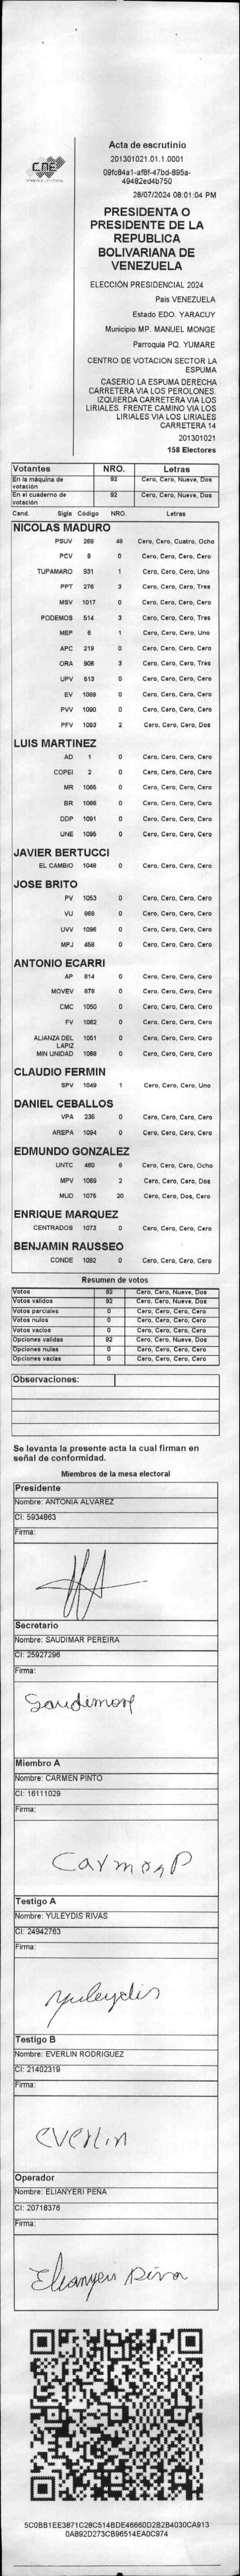 CNE
Acta de escrutinio
201301021.01.1.0001
09fc84a1-af8f-47bd-895a-
49482ed4b750
28/07/2024 08:01:04 PM
PRESIDENTA O
PRESIDENTE DE LA
REPUBLICA
BOLIVARIANA DE
VENEZUELA
ELECCIÓN PRESIDENCIAL 2024
Pais VENEZUELA
Estado EDO. YARACUY
Municipio MP. MANUEL MONGE
Parroquia PQ. YUMARE
CENTRO DE VOTACION SECTOR LA
ESPUMA
CASERIO LA ESPUMA DERECHA
CARRETERA VIA LOS PEROLONES.
IZQUIERDA CARRETERA VIA LOS
LIRIALES. FRENTE CAMINO VIA LOS
LIRIALES VIA LOS LIRIALES
CARRETERA 14
201301021
158 Electores
Votantes NRO. Letras
En la máquina de votación 92 Cero, Cero, Nueve, Dos
En el cuaderno de votación 92 Cero, Cero, Nueve, Dos
Cand. Sigla Código NRO. Letras
NICOLAS MADURO
PSUV 269 48 Cero, Cero, Cuatro, Ocho
PCV 9 0 Cero, Cero, Cero, Cero
TUPAMARO 931 1 Cero, Cero, Cero, Uno
PPT 276 3 Cero, Cero, Cero, Tres
MSV 1017 0 Cero, Cero, Cero, Cero
PODEMOS 514 3 Cero, Cero, Cero, Tres
MEP 6 1 Cero, Cero, Cero, Uno
APC 219 0 Cero, Cero, Cero, Cero
ORA 906 3 Cero, Cero, Cero, Tres
UPV 513 0 Cero, Cero, Cero, Cero
EV 1089 0 Cero, Cero, Cero, Cero
PVV 1090 0 Cero, Cero, Cero, Cero
PFV 1093 2 Cero, Cero, Cero, Dos
LUIS MARTINEZ
AD 1 0 Cero, Cero, Cero, Cero
COPEI 2 0 Cero, Cero, Cero, Cero
MR 1065 0 Cero, Cero, Cero, Cero
BR 1066 0 Cero, Cero, Cero, Cero
DDP 1091 0 Cero, Cero, Cero, Cero
UNE 1095 0 Cero, Cero, Cero, Cero
JAVIER BERTUCCI
EL CAMBIO 1048 0 Cero, Cero, Cero, Cero
JOSE BRITO
PV 1053 0 Cero, Cero, Cero, Cero
VU 968 0 Cero, Cero, Cero, Cero
UVV 1096 0 Cero, Cero, Cero, Cero
MPJ 458 0 Cero, Cero, Cero, Cero
ANTONIO ECARRI
AP 914 0 Cero, Cero, Cero, Cero
MOVEV 978 0 Cero, Cero, Cero, Cero
CMC 1050 0 Cero, Cero, Cero, Cero
FV 1062 0 Cero, Cero, Cero, Cero
ALIANZA DEL LAPIZ 1051 0 Cero, Cero, Cero, Cero
MIN UNIDAD 1068 0 Cero, Cero, Cero, Cero
CLAUDIO FERMIN
SPV 1049 1 Cero, Cero, Cero, Uno
DANIEL CEBALLOS
VPA 236 0 Cero, Cero, Cero, Cero
AREPA 1094 0 Cero, Cero, Cero, Cero
EDMUNDO GONZALEZ
UNTC 460 8 Cero, Cero, Cero, Ocho
MPV 1069 2 Cero, Cero, Cero, Dos
MUD 1075 20 Cero, Cero, Dos, Cero
ENRIQUE MARQUEZ
CENTRADOS 1073 0 Cero, Cero, Cero, Cero
BENJAMIN RAUSSEO
CONDE 1092 0 Cero, Cero, Cero, Cero
Resumen de votos
Votos 92 Cero, Cero, Nueve, Dos
Votos validos 92 Cero, Cero, Nueve, Dos
Votos parciales 0 Cero, Cero, Cero, Cero
Votos nulos 0 Cero, Cero, Cero, Cero
Votos vacios 0 Cero, Cero, Cero, Cero
Opciones validas 92 Cero, Cero, Nueve, Dos
Opciones nulas 0 Cero, Cero, Cero, Cero
Opciones vacias 0 Cero, Cero, Cero, Cero
Observaciones:
Se levanta la presente acta la cual firman en
señal de conformidad.
Miembros de la mesa electoral
Presidente
Nombre: ANTONIA ALVAREZ
CI: 5934863
Firma:
Secretario
Nombre: SAUDIMAR PEREIRA
CI: 25927296
Firma:
Miembro A
Nombre: CARMEN PINTO
CI: 16111029
Firma:
Testigo A
Nombre: YULEYDIS RIVAS
CI: 24942763
Firma:
Yuleydis
Testigo B
Nombre: EVERLIN RODRIGUEZ
CI: 21402319
Firma:
EVERLIN
Operador
Nombre: ELIANYERI PEÑA
CI: 20718376
Firma:
5C0BB1EE3871C28C514BDE46660D2B2B4030CA913
0A892D273CB96514EA0C974